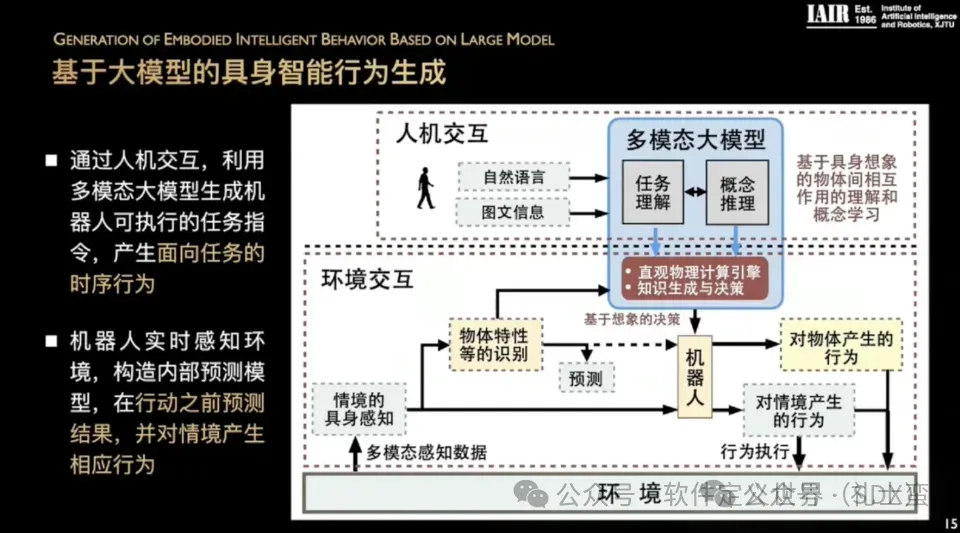 IAIR
Est.
1986
Institute of
Artificial Intelligence
and Robotics, XJTU
GENERATION OF EMBODIED INTELLIGENT BEHAVIOR BASED ON LARGE MODEL
基于大模型的具身智能行为生成
通过人机交互，利用
多模态大模型生成机
器人可执行的任务指
令，产生面向任务的
时序行为
机器人实时感知环
境，构造内部预测模
型，在行动之前预测
结果，并对情境产生
相应行为
人机交互
自然语言
图文信息
多模态大模型
任务
理解
概念
推理
基于具身想象
的物体间相互
作用的理解和
概念学习
环境交互
• 直观物理计算引擎
• 知识生成与决策
基于想象的决策
物体特性
等的识别
预测
机器人
对物体产生的
行为
情境的
具身感知
对情境产生
的行为
多模态感知数据
行为执行
环 境
公众号 · 软件定义世界（SDX）
15